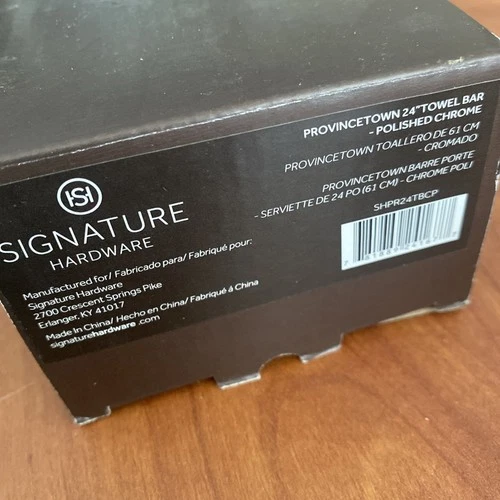 SIGNATURE
HARDWARE
Manufactured for/ Fabricado para/ Fabriqué pour:
Signature Hardware
2700 Crescent Springs Pike
Erlanger, KY 41017
Made in China/ Hecho en China/ Fabriqué á China
signaturehardware.com
PROVINCETOWN 24" TOWEL BAR
- POLISHED CHROME
PROVINCETOWN TOALLERO DE 61 CM
- CROMADO
PROVINCETOWN BARRE PORTE
- SERVIETTE DE 24 PO (61 CM) - CHROME POLI
SHPR24TBCP